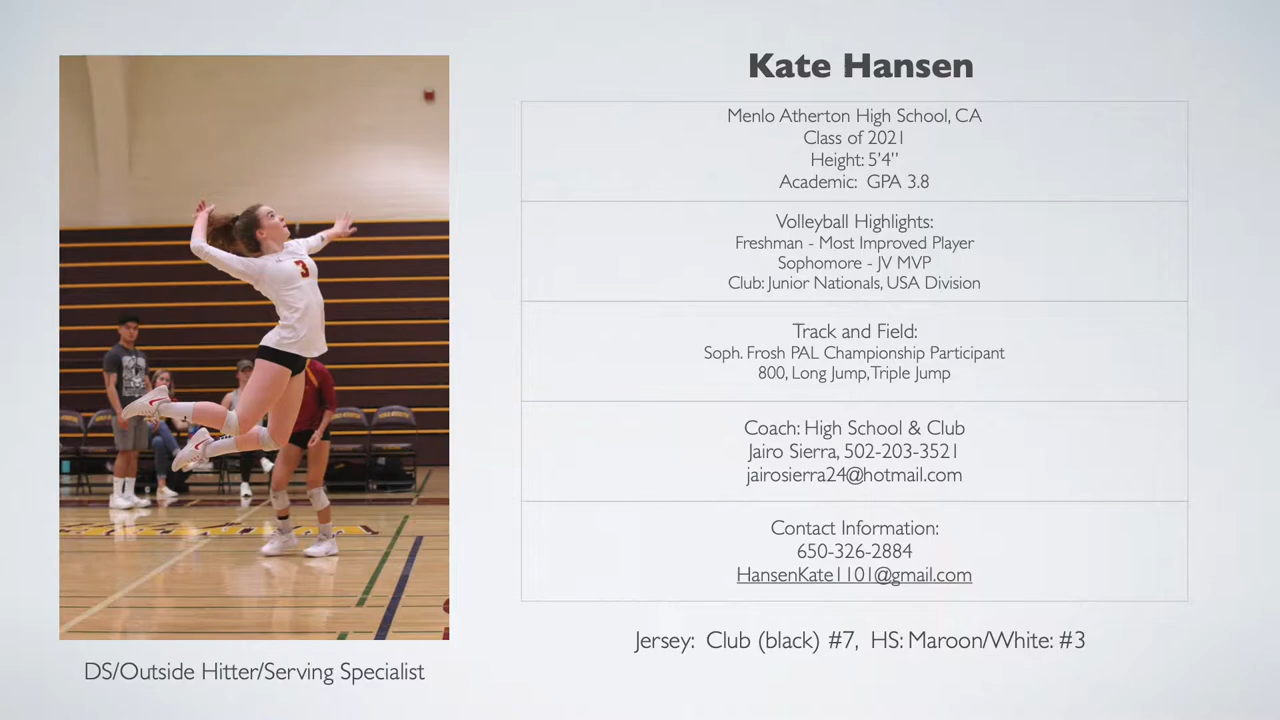 Kate Hansen
Menlo Atherton High School, CA
Class of 2021
Height: 5'4"
Academic: GPA 3.8
Volleyball Highlights:
Freshman - Most Improved Player
Sophomore - JV MVP
Club: Junior Nationals, USA Division
Track and Field:
Soph. Frosh PAL Championship Participant
800, Long Jump,Triple Jump
Coach: High School & Club
Jairo Sierra, 502-203-3521
jairosierra24@hotmail.com
Contact Information:
650-326-2884
HansenKate1101@gmail.com
Jersey: Club (black) #7, HS: Maroon/White: #3
3
DS/Outside Hitter/Serving Specialist